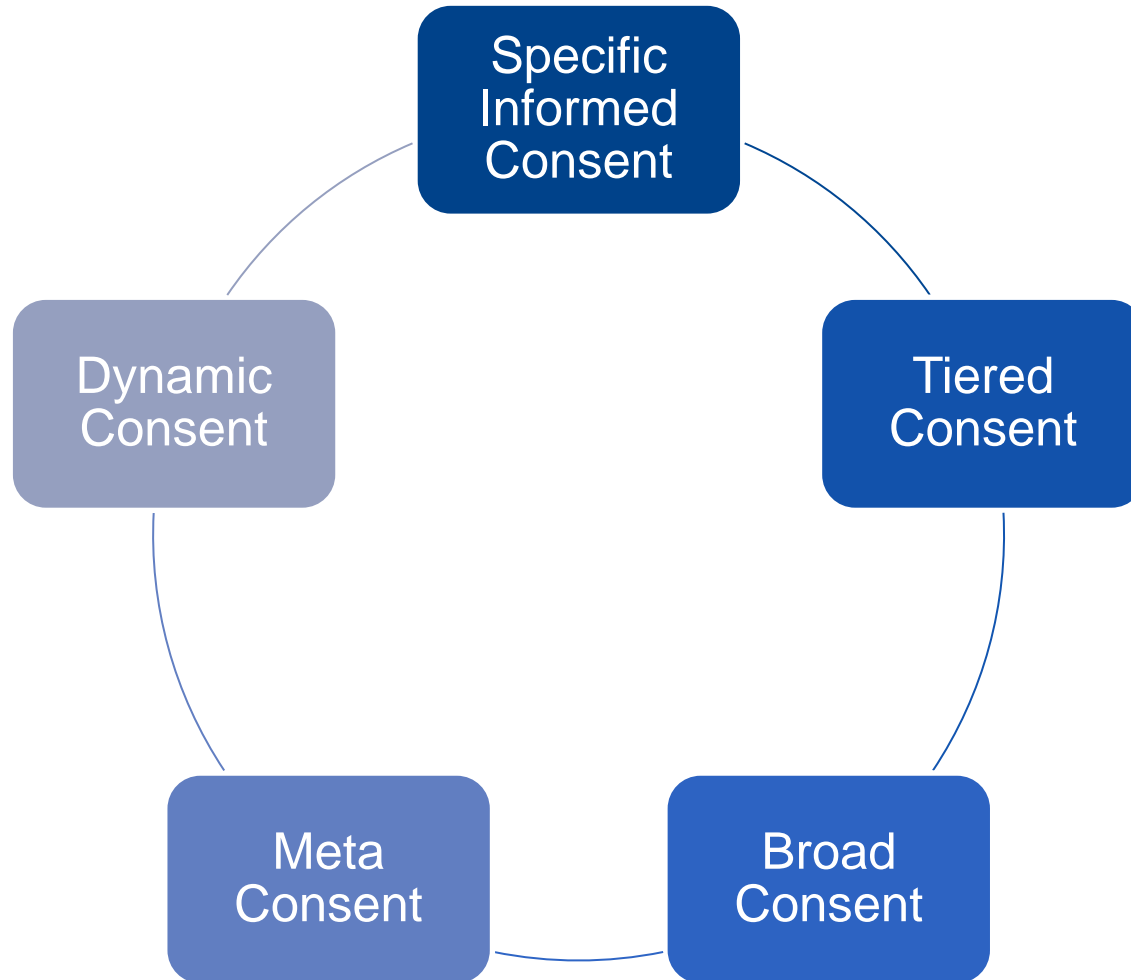 Specific
Informed
Consent
Tiered
Consent
Broad
Consent
Meta
Consent
Dynamic
Consent